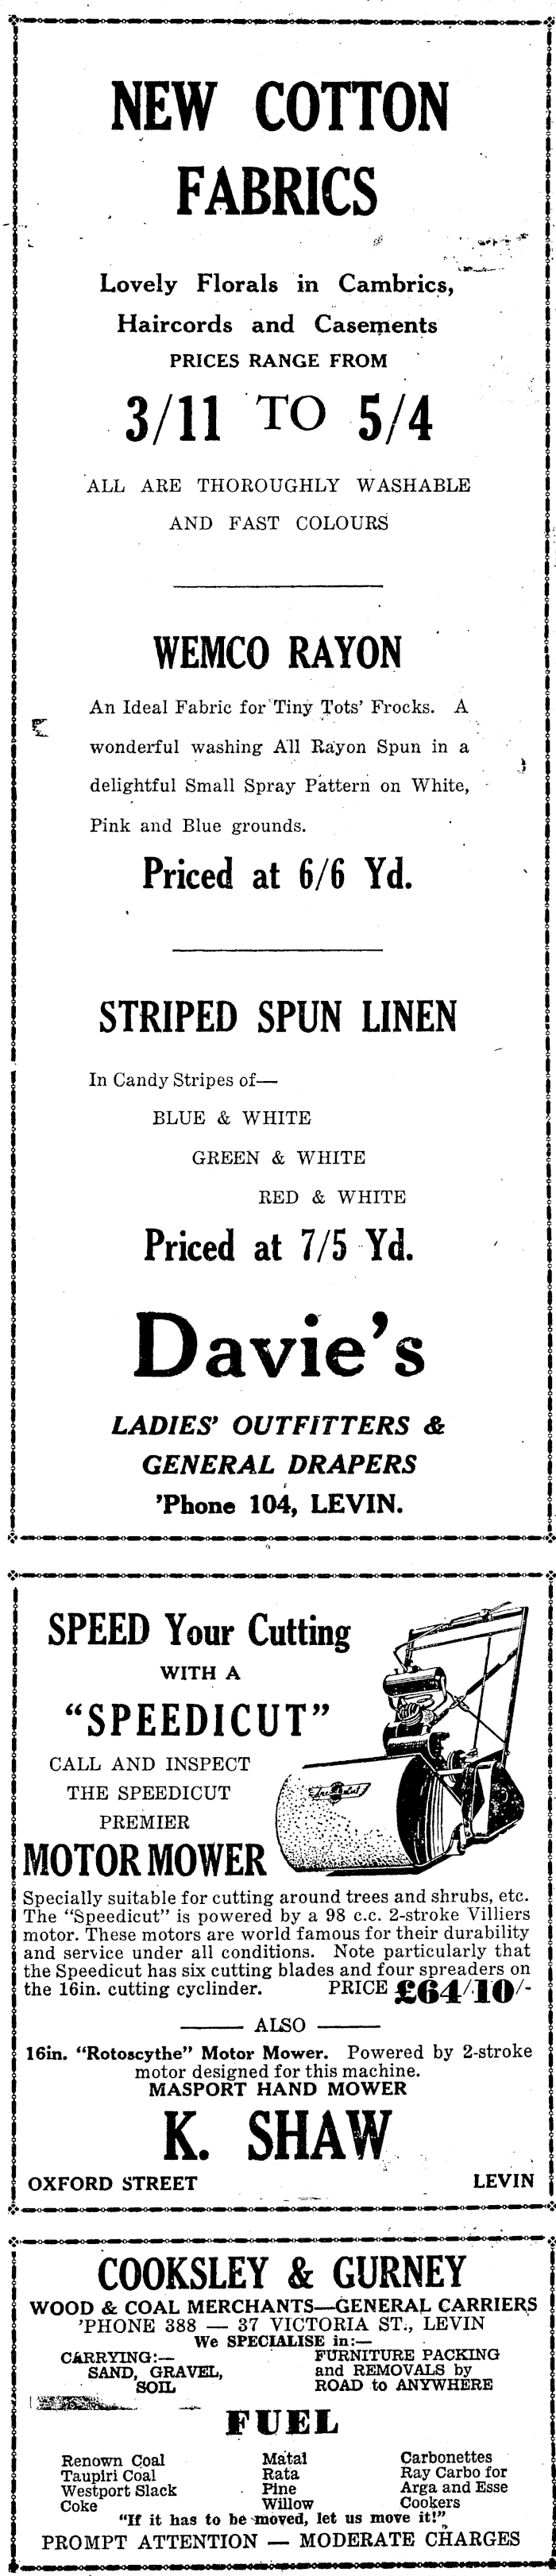 NEW COTTON
FABRICS
Lovely Florals in Cambrics,
Haircords and Casements
PRICES RANGE FROM
3/11 TO 5/4
ALL ARE THOROUGHLY WASHABLE
AND FAST COLOURS
WEMCO RAYON
An Ideal Fabric for Tiny Tots' Frocks. A
wonderful washing All Rayon Spun in a
delightful Small Spray Pattern on White,
Pink and Blue grounds.
Priced at 6/6 Yd.
STRIPED SPUN LINEN
In Candy Stripes of—
BLUE & WHITE
GREEN & WHITE
RED & WHITE
Priced at 7/5 Yd.
Davie's
LADIES' OUTFITTERS &
GENERAL DRAPERS
'Phone 104, LEVIN.
SPEED Your Cutting
WITH A
"SPEEDICUT"
CALL AND INSPECT
THE SPEEDICUT
PREMIER
MOTOR MOWER
Specially suitable for cutting around trees and shrubs, etc.
The "Speedicut" is powered by a 98 c.c. 2-stroke Villiers
motor. These motors are world famous for their durability
and service under all conditions. Note particularly that
the Speedicut has six cutting blades and four spreaders on
the 16in. cutting cyclinder. PRICE £64/10/-
ALSO
16in. "Rotoscythe" Motor Mower. Powered by 2-stroke
motor designed for this machine.
MASPORT HAND MOWER
K. SHAW
OXFORD STREET LEVIN
COOKSLEY & GURNEY
WOOD & COAL MERCHANTS—GENERAL CARRIERS
'PHONE 388 — 37 VICTORIA ST., LEVIN
We SPECIALISE in:—
CARRYING:—
SAND, GRAVEL,
SOIL
FURNITURE PACKING
and REMOVALS by
ROAD to ANYWHERE
FUEL
Renown Coal
Taupiri Coal
Westport Slack
Coke
Matai
Rata
Pine
Willow
Carbonettes
Ray Carbo for
Arga and Esse
Cookers
"If it has to be moved, let us move it!"
PROMPT ATTENTION — MODERATE CHARGES